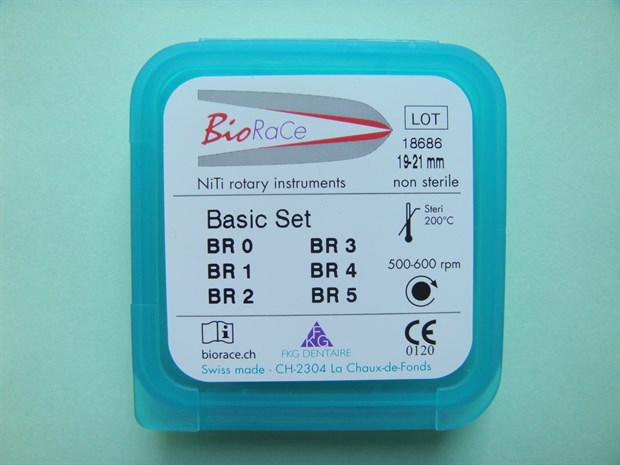 BioRaCe
LOT
18686
19-21 mm
NiTi rotary instruments
non sterile
Basic Set
Steri
200°C
BR 0 BR 3
BR 1 BR 4
BR 2 BR 5
500-600 rpm
i
biorace.ch
FKG
FKG DENTAIRE
CE
0120
Swiss made - CH-2304 La Chaux-de-Fonds